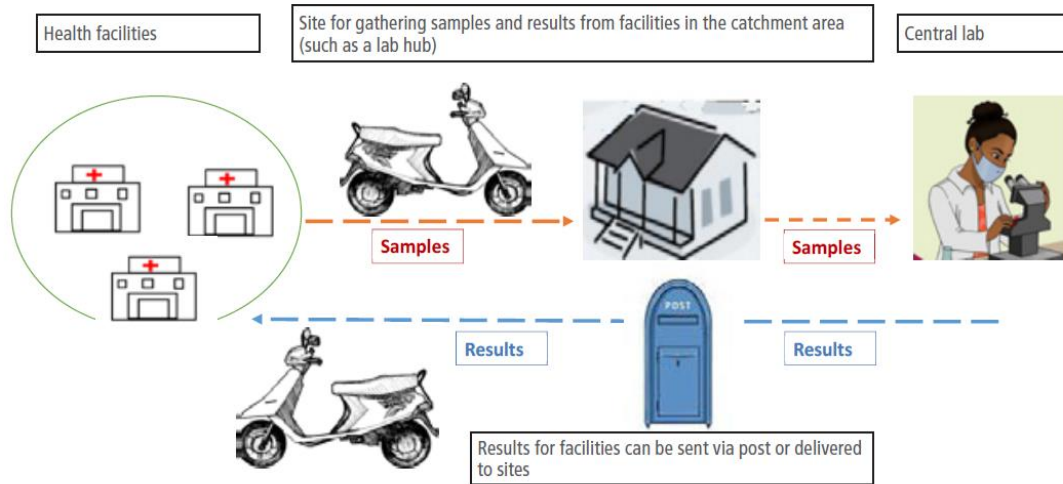 Health facilities
Site for gathering samples and results from facilities in the catchment area
(such as a lab hub)
Central lab
Samples
Samples
POST
Results
Results
Results for facilities can be sent via post or delivered
to sites